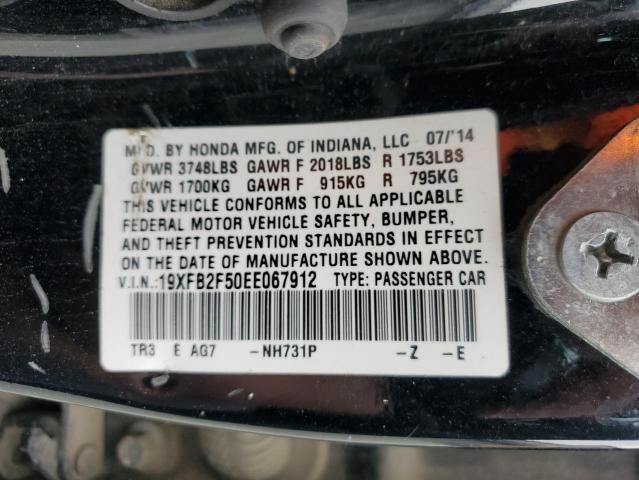 MFD. BY HONDA MFG. OF INDIANA, LLC 07/'14
GVWR 3748LBS GAWR F 2018LBS R 1753LBS
GVWR 1700KG GAWR F 915KG R 795KG
THIS VEHICLE CONFORMS TO ALL APPLICABLE
FEDERAL MOTOR VEHICLE SAFETY, BUMPER,
AND THEFT PREVENTION STANDARDS IN EFFECT
ON THE DATE OF MANUFACTURE SHOWN ABOVE.
V.I.N.:19XFB2F50EE067912 TYPE: PASSENGER CAR
TR3 E AG7 -NH731P -Z -E